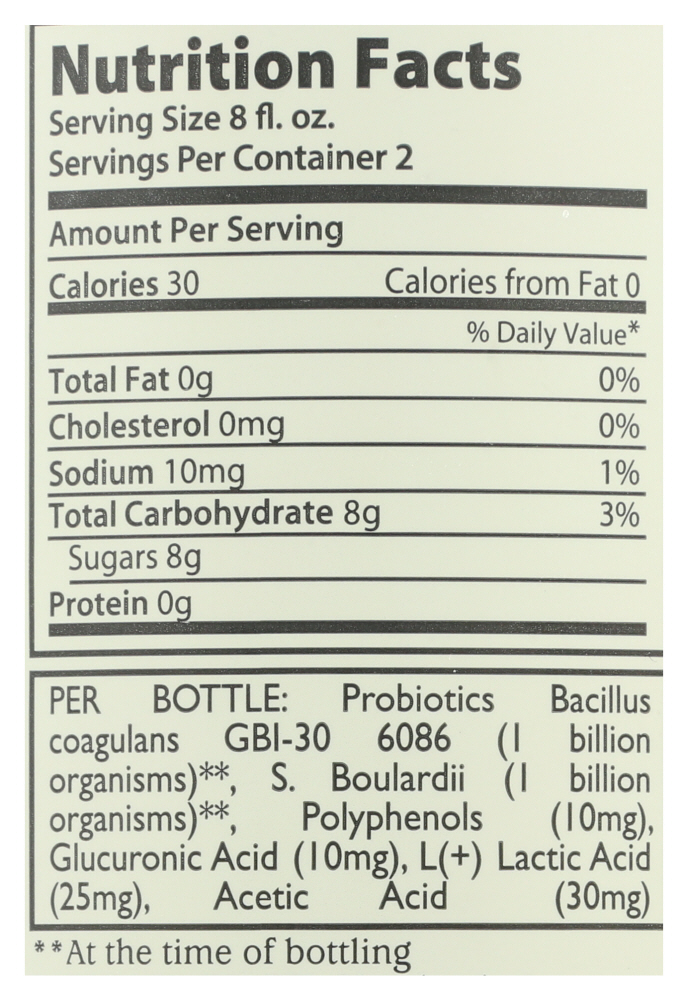 Nutrition Facts
Serving Size 8 fl. oz.
Servings Per Container 2
Amount Per Serving
Calories 30 Calories from Fat 0
% Daily Value*
Total Fat 0g 0%
Cholesterol 0mg 0%
Sodium 10mg 1%
Total Carbohydrate 8g 3%
Sugars 8g
Protein 0g
PER BOTTLE: Probiotics Bacillus
coagulans GBI-30 6086 (1 billion
organisms)**, S. Boulardii (1 billion
organisms)**, Polyphenols (10mg),
Glucuronic Acid (10mg), L(+) Lactic Acid
(25mg), Acetic Acid (30mg)
**At the time of bottling